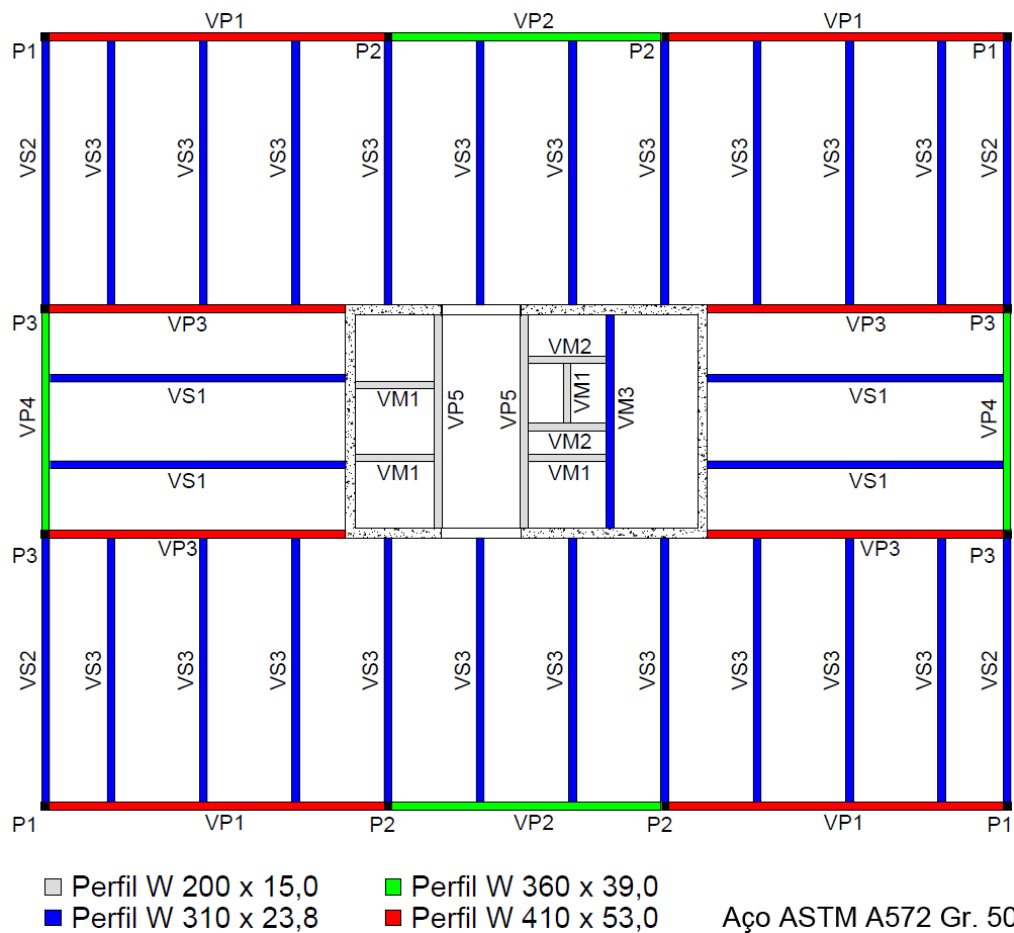 VP1 VP2 VP1
P1 P2 P2 P1
VS2 VS3 VS3 VS3 VS3 VS3 VS3 VS3 VS3 VS3 VS3 VS2
P3 VP3 VP3 P3
VM2
VP4 VS1 VM1 VP5 VP5 VM1 VM3 VS1 VP4
VM2
VS1 VM1 VM1 VS1
P3 VP3 VP3 P3
VS2 VS3 VS3 VS3 VS3 VS3 VS3 VS3 VS3 VS3 VS3 VS2
P1 VP1 P2 VP2 P2 VP1 P1
Perfil W 200 x 15,0 Perfil W 360 x 39,0
Perfil W 310 x 23,8 Perfil W 410 x 53,0 Aço ASTM A572 Gr. 50